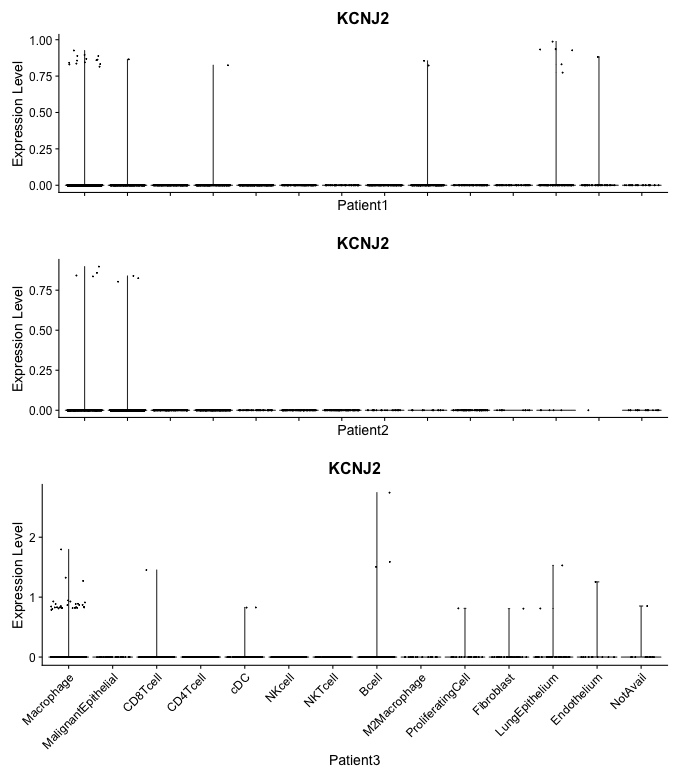 KCNJ2
Expression Level
1.00
0.75
0.50
0.25
0.00
Patient1
KCNJ2
Expression Level
0.75
0.50
0.25
0.00
Patient2
KCNJ2
Expression Level
2
1
0
Macrophage
MalignantEpithelial
CD8Tcell
CD4Tcell
cDC
NKcell
NKTcell
Bcell
M2Macrophage
ProliferatingCell
Fibroblast
LungEpithelium
Endothelium
NotAvail
Patient3